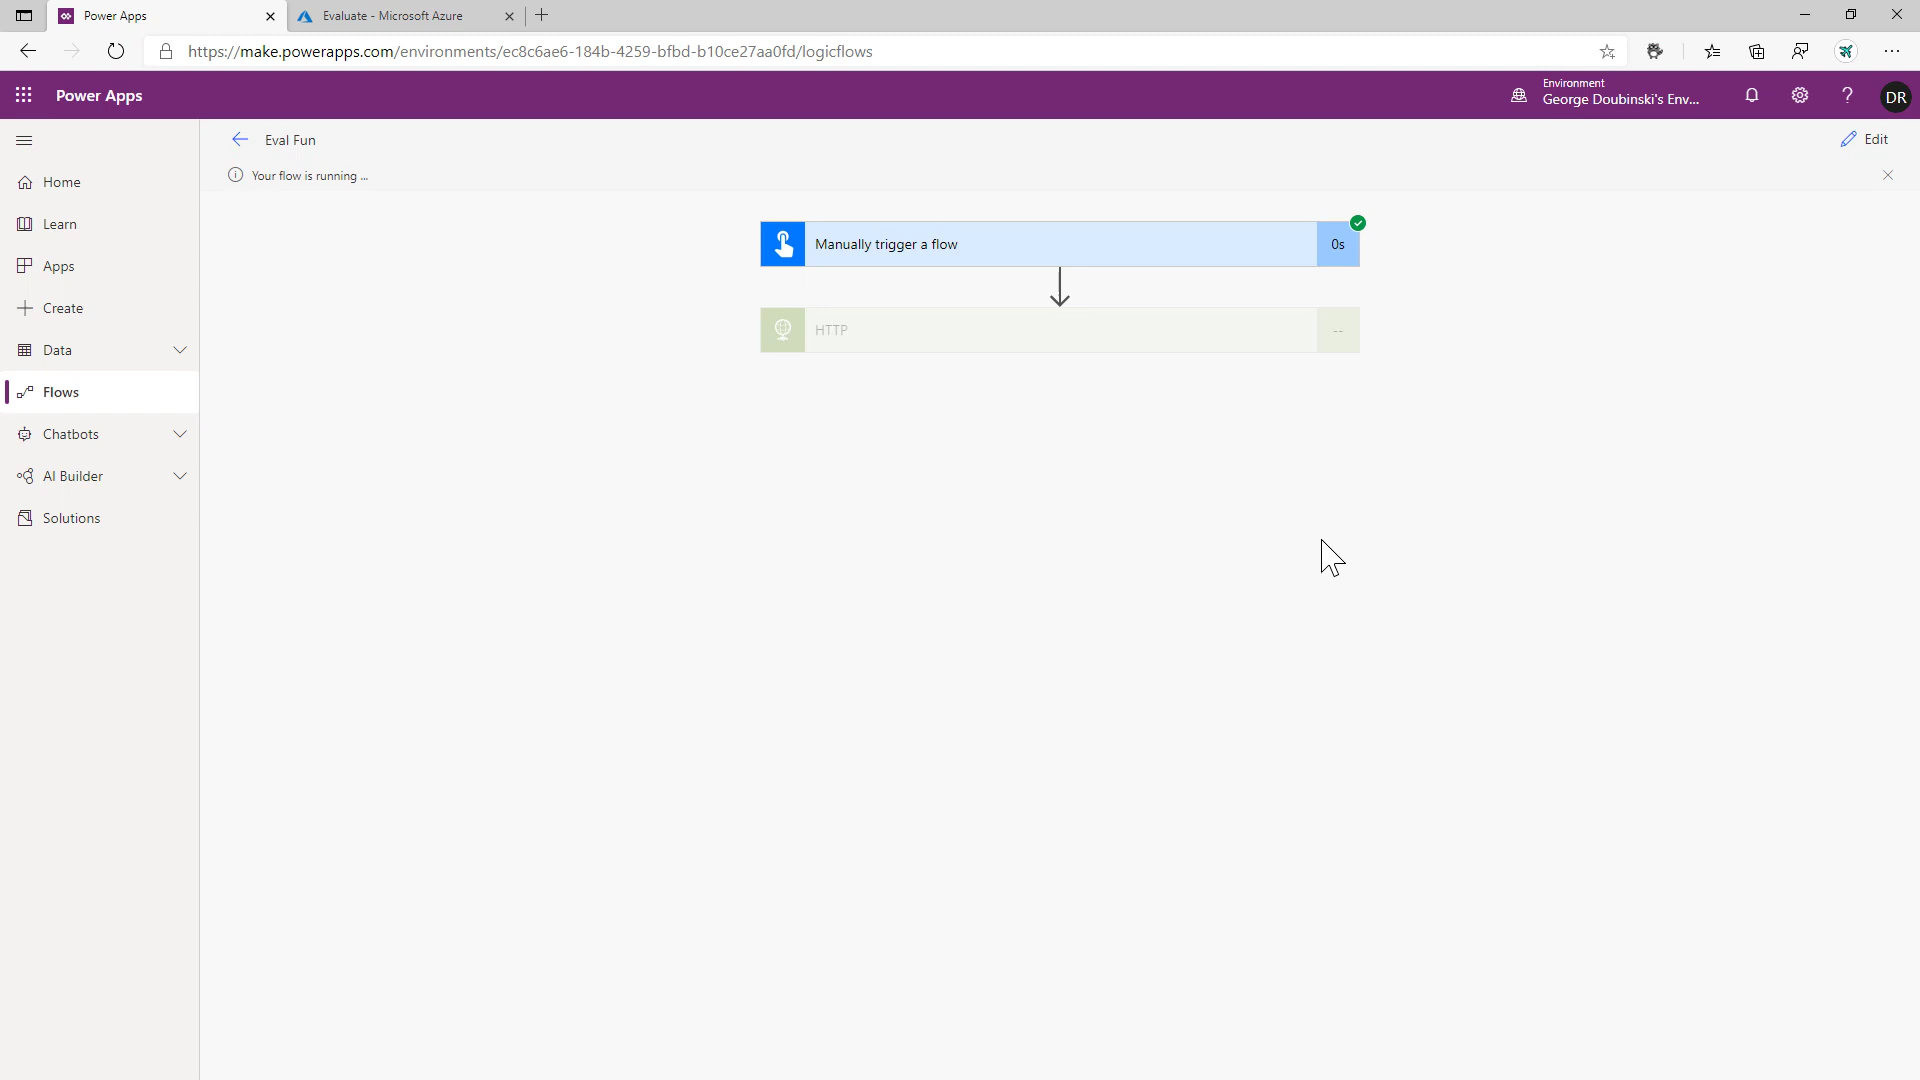 Power Apps
Evaluate - Microsoft Azure
https://make.powerapps.com/environments/ec8c6ae6-184b-4259-bfbd-b10ce27aa0fd/logicflows
Power Apps
Environment
George Doubinski's Env...
DR
Eval Fun
Edit
Your flow is running ...
Home
Learn
Apps
Create
Data
Flows
Chatbots
AI Builder
Solutions
Manually trigger a flow
0s
HTTP
--